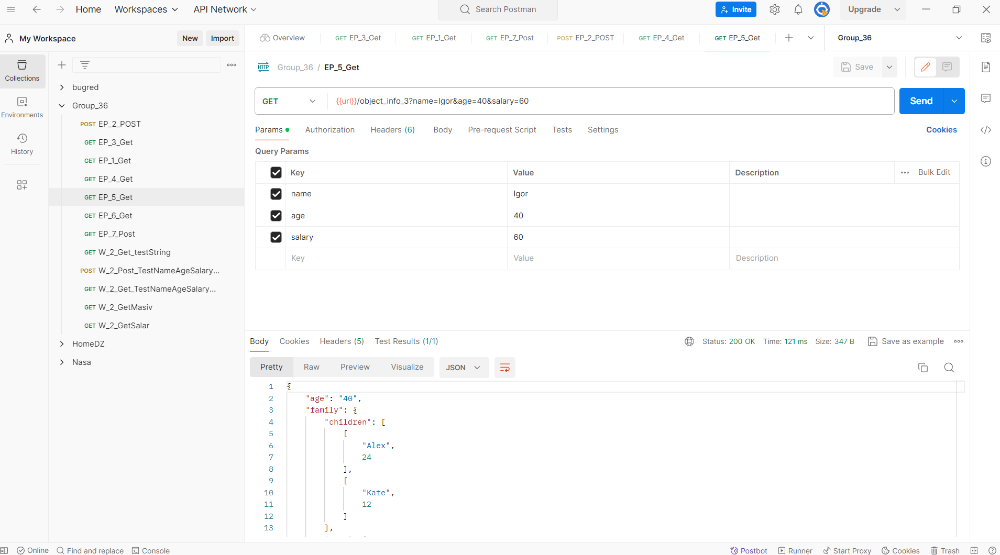 Home Workspaces API Network Search Postman Invite Upgrade
My Workspace New Import
Overview GET EP_3_Get GET EP_1_Get GET EP_7_Post POST EP_2_POST GET EP_4_Get GET EP_5_Get Group_36
Collections
Environments
History
bugred
Group_36
POST EP_2_POST
GET EP_3_Get
GET EP_1_Get
GET EP_4_Get
GET EP_5_Get
GET EP_6_Get
GET EP_7_Post
GET W_2_Get_testString
POST W_2_Post_TestNameAgeSalary...
GET W_2_Get_TestNameAgeSalary...
GET W_2_GetMasiv
GET W_2_GetSalar
HomeDZ
Nasa
HTTP Group_36 / EP_5_Get Save
GET {{url}}/object_info_3?name=Igor&age=40&salary=60 Send
Params Authorization Headers (6) Body Pre-request Script Tests Settings Cookies
Query Params
Key Value Description Bulk Edit
name Igor
age 40
salary 60
Key Value Description
Body Cookies Headers (5) Test Results (1/1) Status: 200 OK Time: 121 ms Size: 347 B Save as example
Pretty Raw Preview Visualize JSON
1 {
2 "age": "40",
3 "family": {
4 "children": [
5 [
6 "Alex",
7 24
8 ],
9 [
10 "Kate",
11 12
12 ]
13 ],
Online Find and replace Console Postbot Runner Start Proxy Cookies Trash